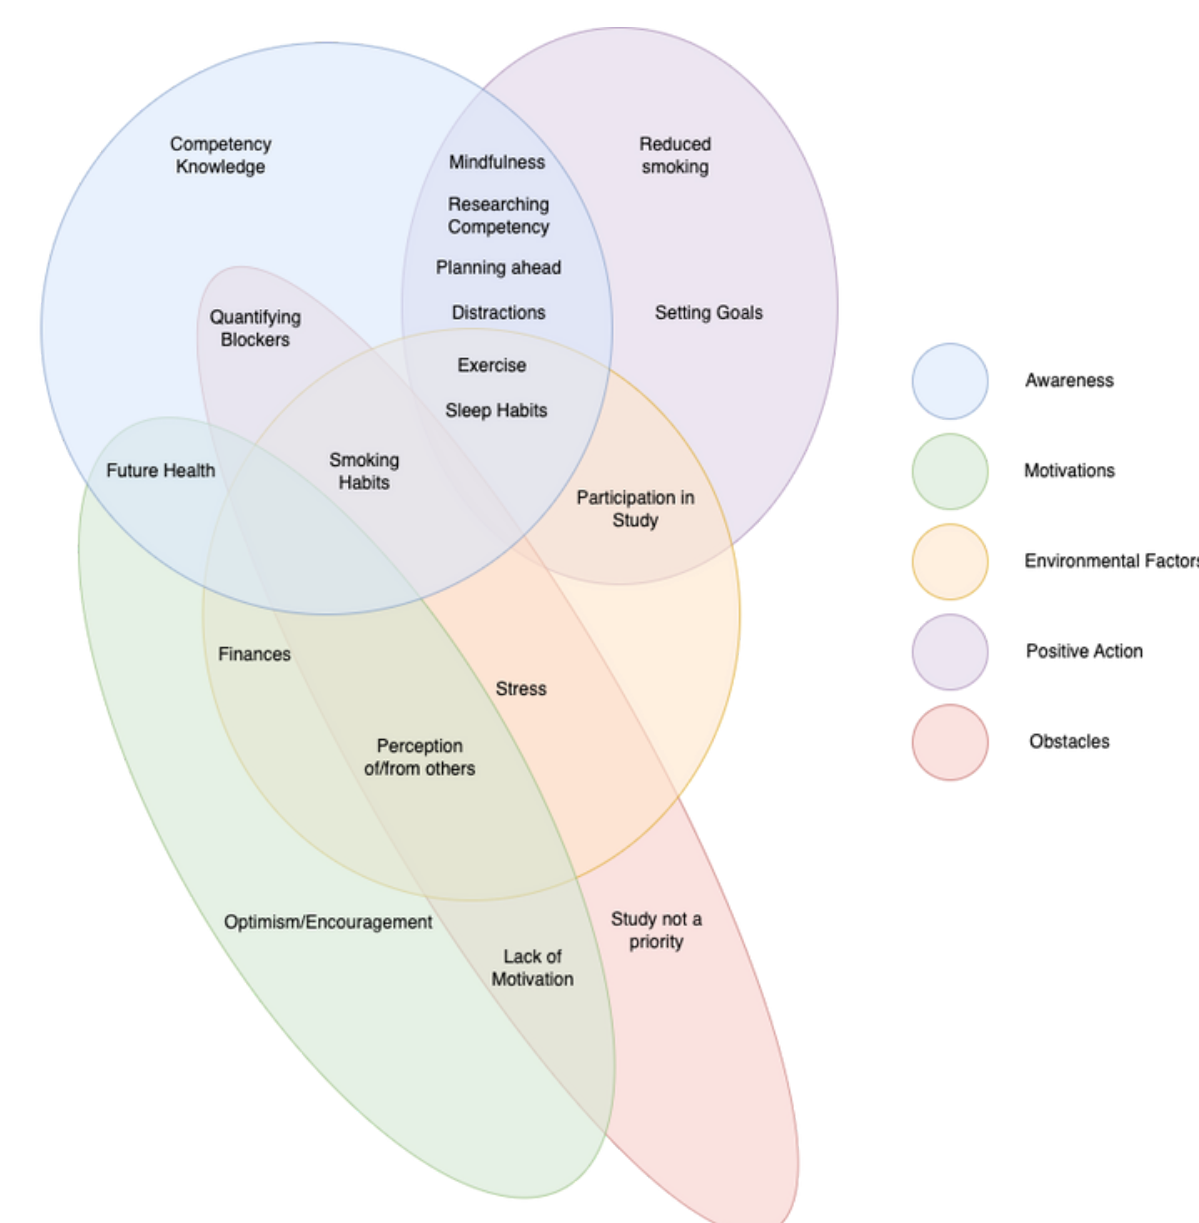 Competency
Knowledge
Mindfulness
Reduced
smoking
Researching
Competency
Planning ahead
Quantifying
Blockers
Distractions
Setting Goals
Exercise
Sleep Habits
Future Health
Smoking
Habits
Participation in
Study
Finances
Stress
Perception
of/from others
Optimism/Encouragement
Study not a
priority
Lack of
Motivation
Awareness
Motivations
Environmental Factors
Positive Action
Obstacles